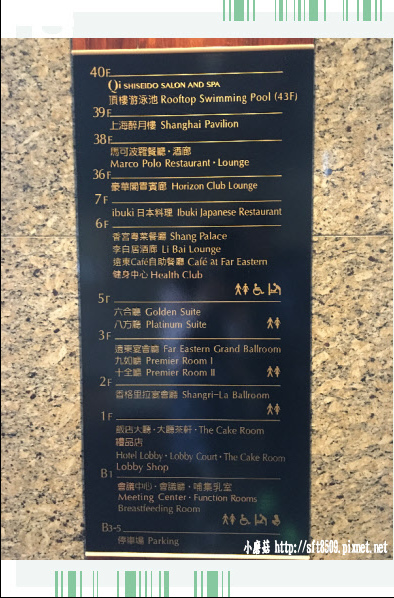 40F
Qi SHISEIDO SALON AND SPA
頂樓游泳池 Rooftop Swimming Pool (43F)
39F
上海醉月樓 Shanghai Pavilion
38F
馬可波羅餐廳·酒廊
Marco Polo Restaurant · Lounge
36F
豪華閣貴賓廊 Horizon Club Lounge
7F
ibuki 日本料理 Ibuki Japanese Restaurant
6F
香宮粵菜餐廳 Shang Palace
李白居酒廊 Li Bai Lounge
遠東Café自助餐廳 Café at Far Eastern
健身中心 Health Club
5F
六合廳 Golden Suite
八方廳 Platinum Suite
3F
遠東宴會廳 Far Eastern Grand Ballroom
九如廳 Premier Room I
十全廳 Premier Room II
2F
香格里拉宴會廳 Shangri-La Ballroom
1F
飯店大廳·大廳茶軒·The Cake Room
禮品店
Hotel Lobby · Lobby Court · The Cake Room
Lobby Shop
B1
會議中心·會議廳·哺集乳室
Meeting Center · Function Rooms
Breastfeeding Room
B3-5
停車場 Parking
小蘑菇 http://sft8509.pixnet.net